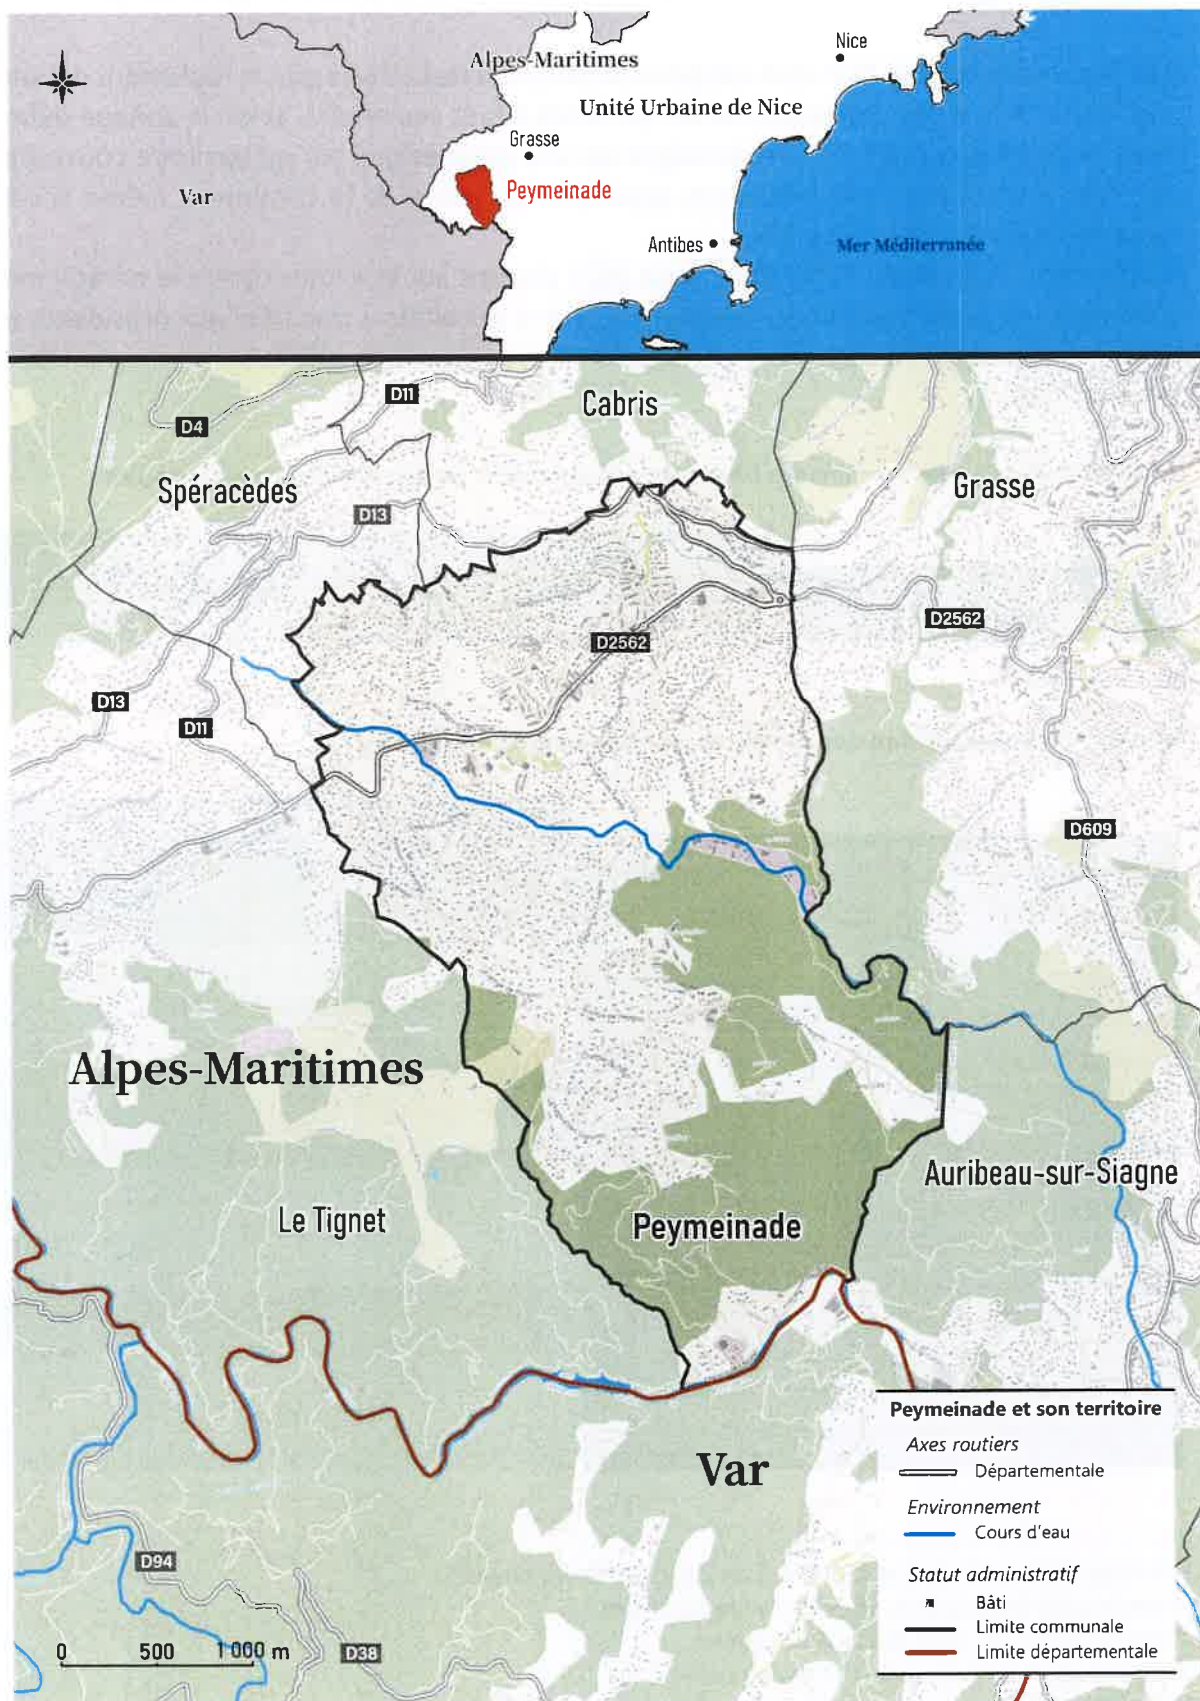 Nice
Alpes-Maritimes
Unité Urbaine de Nice
Grasse
Peymeinade
Var
Antibes
Mer Méditerranée
D11
Cabris
D4
Spéracèdes
Grasse
D13
D2562
D2562
D13
D11
D609
Alpes-Maritimes
Auribeau-sur-Siagne
Le Tignet
Peymeinade
Var
Peymeinade et son territoire
Axes routiers
Départementale
Environnement
Cours d'eau
Statut administratif
Bâti
Limite communale
Limite départementale
D94
0 500 1 000 m
D38